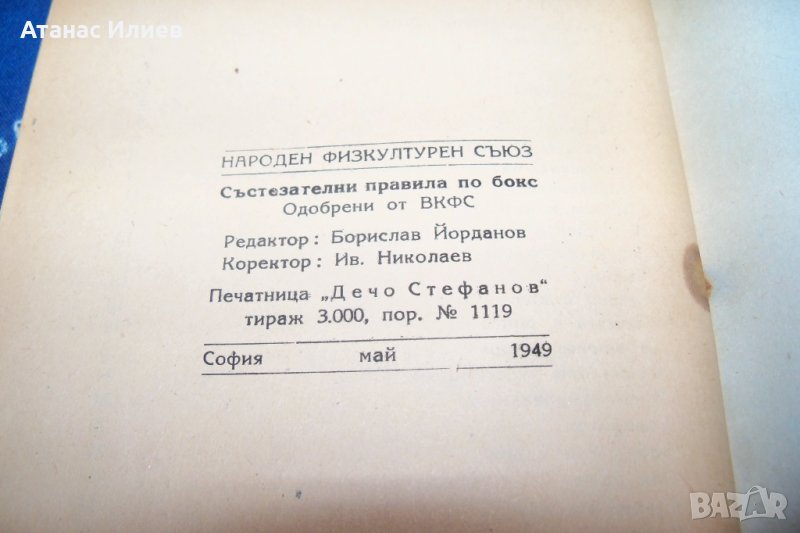 Атанас Илиев
НАРОДЕН ФИЗКУЛТУРЕН СЪЮЗ
Състезателни правила по бокс
Одобрени от ВКФС
Редактор: Борислав Йорданов
Коректор: Ив. Николаев
Печатница „Дечо Стефанов"
тираж 3.000, пор. № 1119
София май 1949
BAZAR